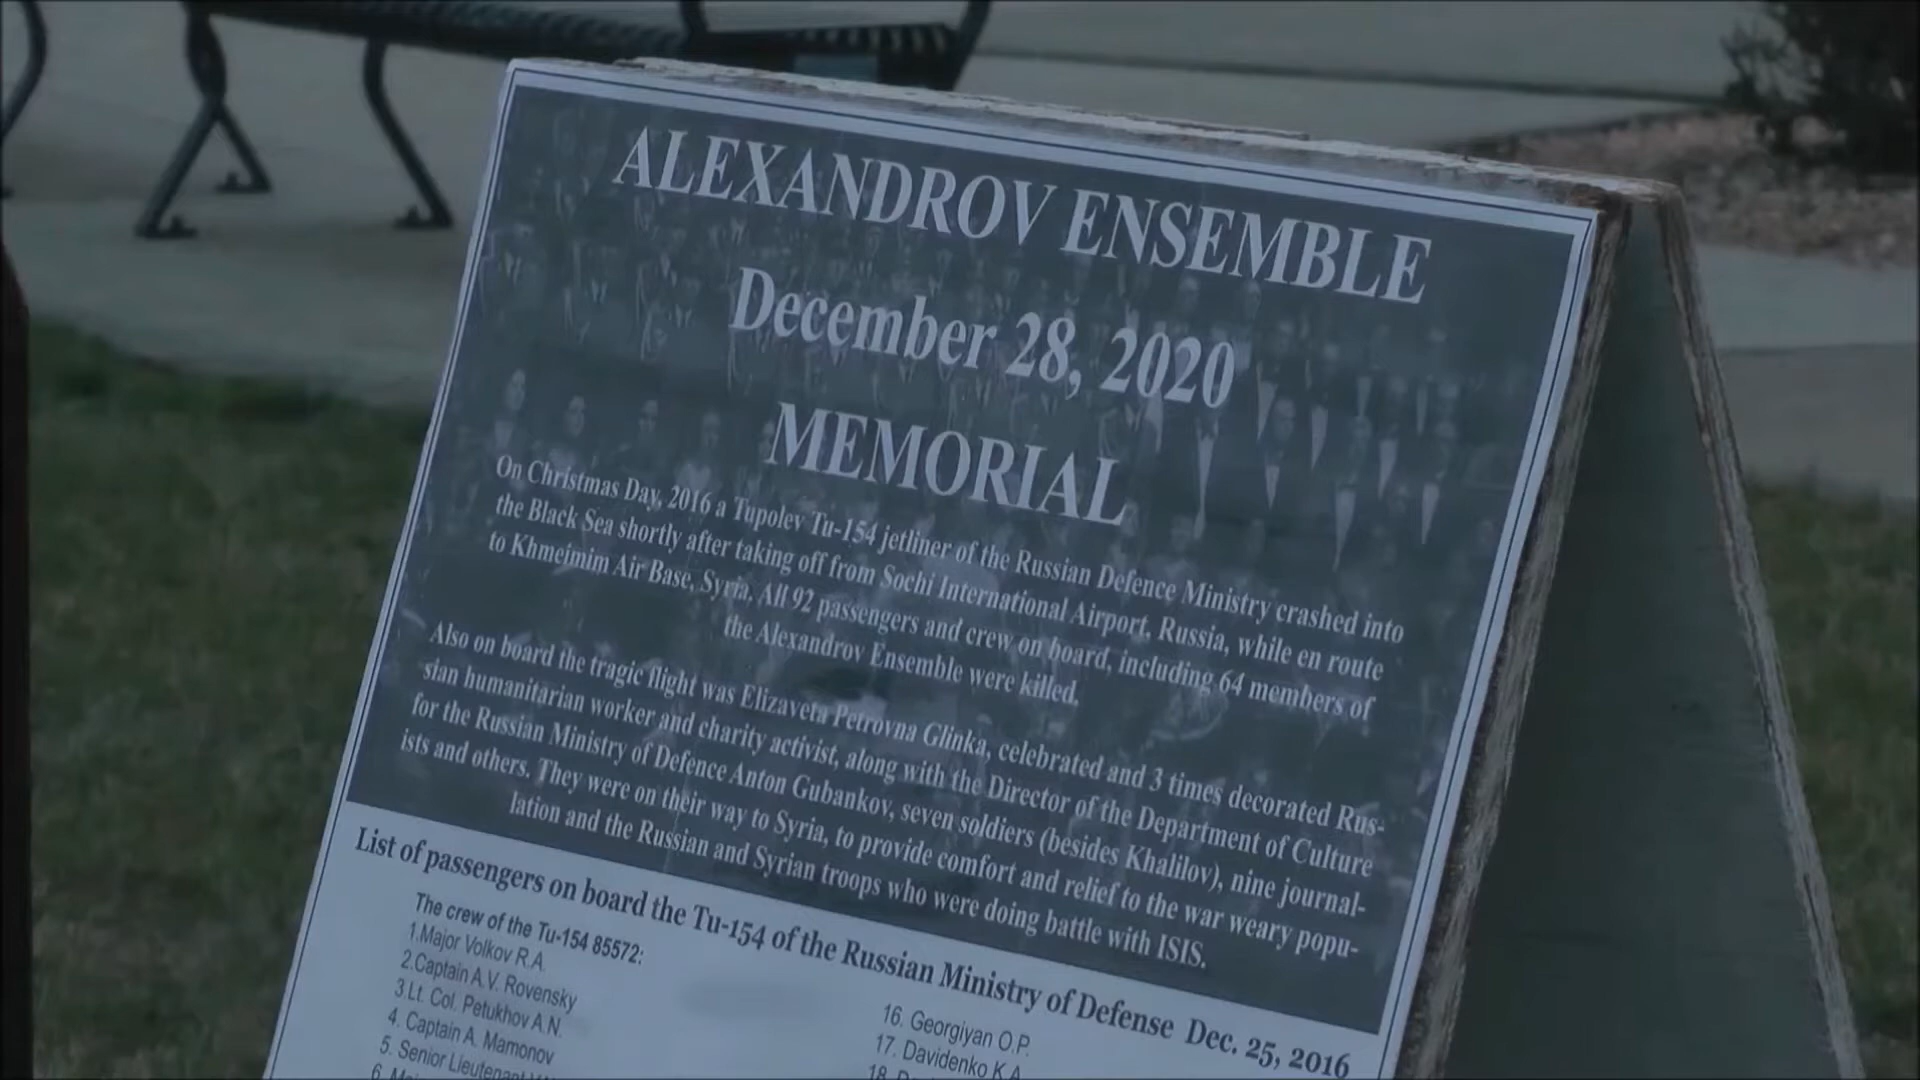 ALEXANDROV ENSEMBLE
December 28, 2020
MEMORIAL
On Christmas Day, 2016 a Tupolev Tu-154 jetliner of the Russian Defence Ministry crashed into
the Black Sea shortly after taking off from Sochi International Airport, Russia, while en route
to Khmeimim Air Base, Syria. All 92 passengers and crew on board, including 64 members of
the Alexandrov Ensemble were killed.
Also on board the tragic flight was Elizaveta Petrovna Glinka, celebrated and 3 times decorated Rus-
sian humanitarian worker and charity activist, along with the Director of the Department of Culture
for the Russian Ministry of Defence Anton Gubankov, seven soldiers (besides Khalilov), nine journal-
ists and others. They were on their way to Syria, to provide comfort and relief to the war weary popu-
lation and the Russian and Syrian troops who were doing battle with ISIS.
List of passengers on board the Tu-154 of the Russian Ministry of Defense Dec. 25, 2016
The crew of the Tu-154 85572:
1.Major Volkov R.A.
2.Captain A.V. Rovensky
3.Lt. Col. Petukhov A.N.
4. Captain A. Mamonov
5. Senior Lieutenant
6.
16. Georgiyan O.P.
17. Davidenko K.A.
18.